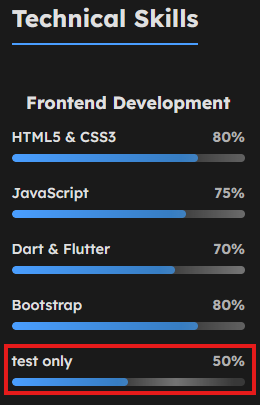 Technical Skills
Frontend Development
HTML5 & CSS3 80%
JavaScript 75%
Dart & Flutter 70%
Bootstrap 80%
test only 50%